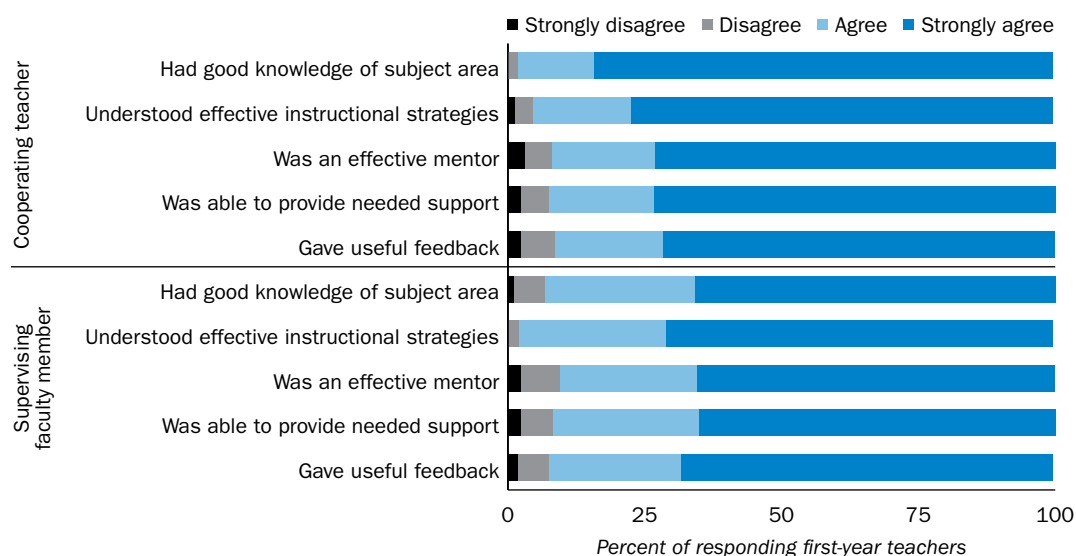 Strongly disagree Disagree Agree Strongly agree
Cooperating teacher
Had good knowledge of subject area
Understood effective instructional strategies
Was an effective mentor
Was able to provide needed support
Gave useful feedback
Supervising
faculty member
Had good knowledge of subject area
Understood effective instructional strategies
Was an effective mentor
Was able to provide needed support
Gave useful feedback
0 25 50 75 100
Percent of responding first-year teachers